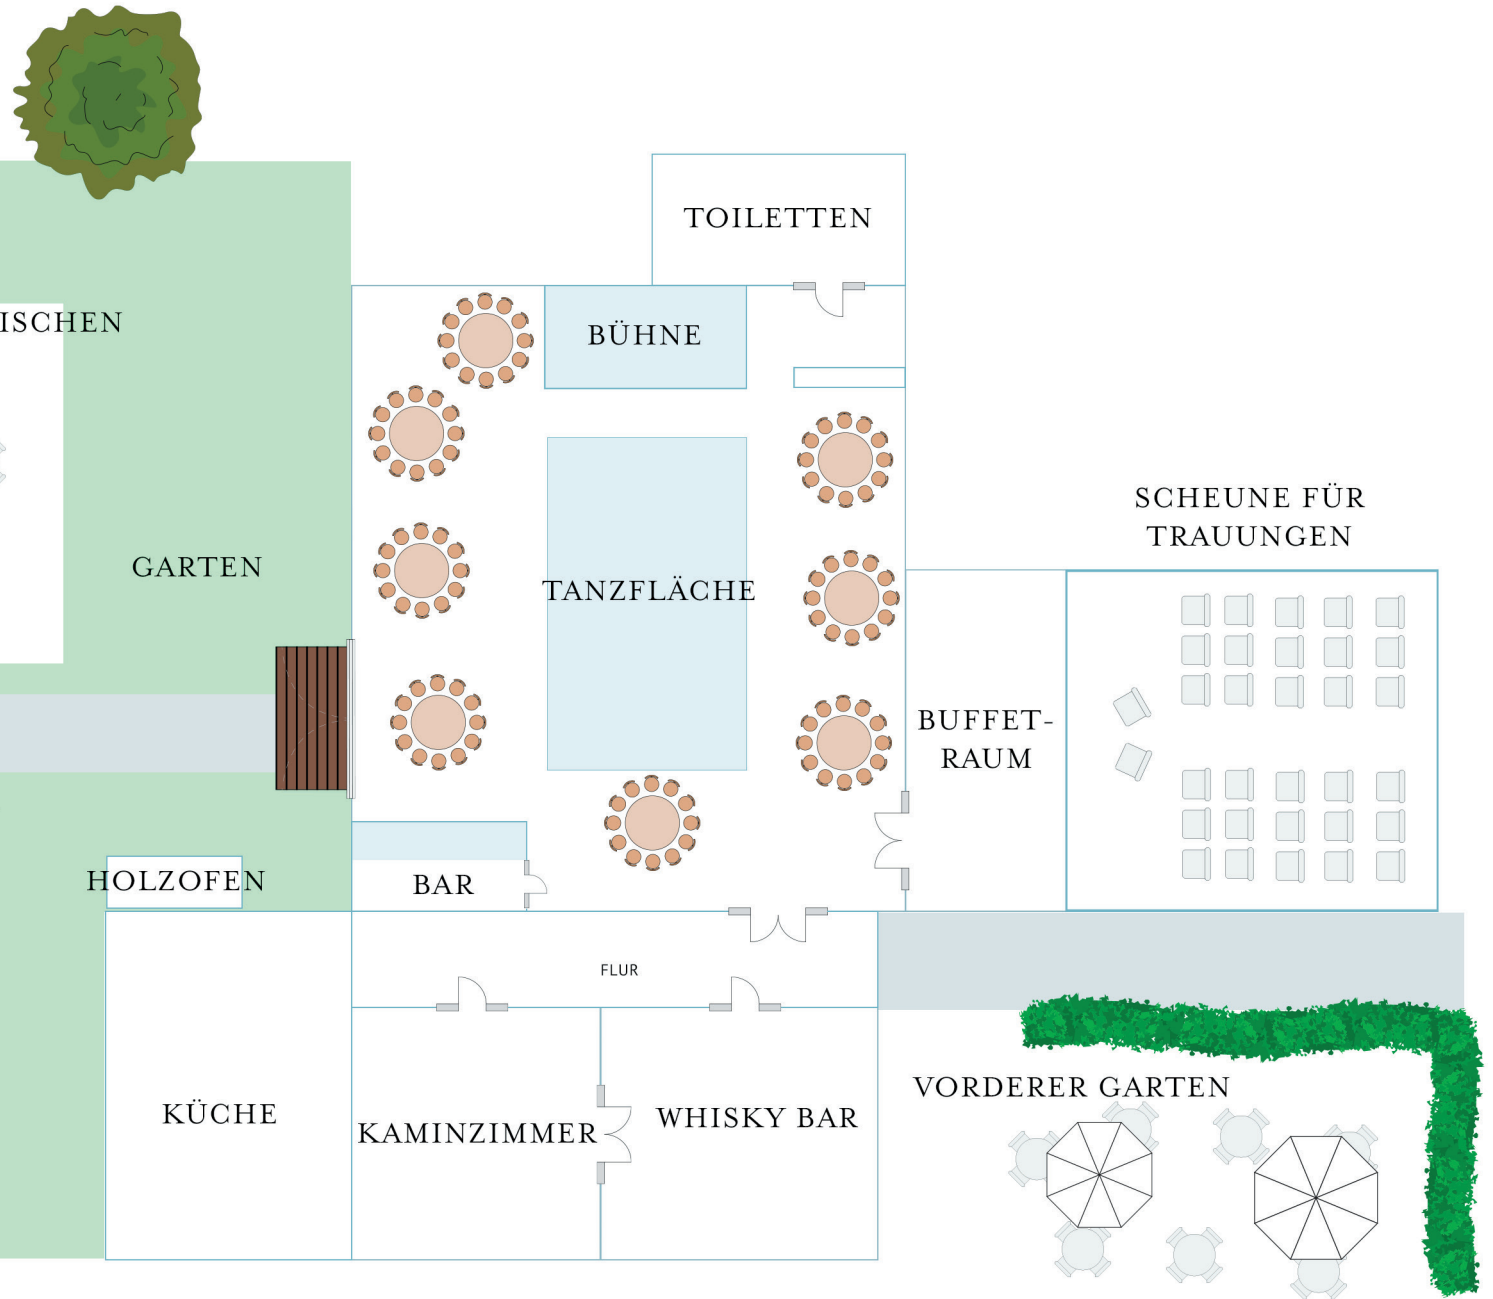 TOILETTEN
ISCHEN
BÜHNE
SCHEUNE FÜR
TRAUUNGEN
GARTEN
TANZFLÄCHE
BUFFET-
RAUM
HOLZOFEN
BAR
FLUR
KÜCHE
KAMINZIMMER
WHISKY BAR
VORDERER GARTEN